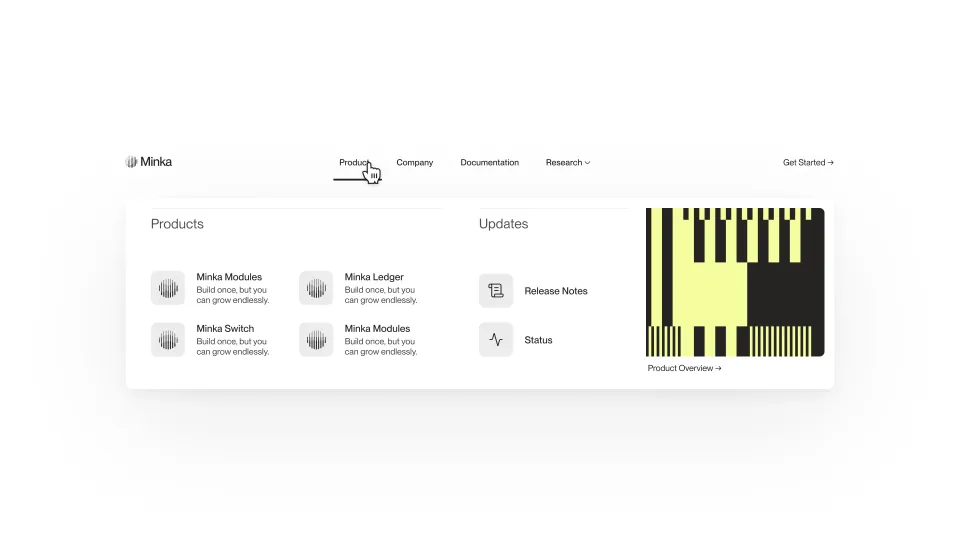 Minka
Product
Company
Documentation
Research
Get Started →
Products
Minka Modules
Build once, but you
can grow endlessly.
Minka Ledger
Build once, but you
can grow endlessly.
Minka Switch
Build once, but you
can grow endlessly.
Minka Modules
Build once, but you
can grow endlessly.
Updates
Release Notes
Status
Product Overview →